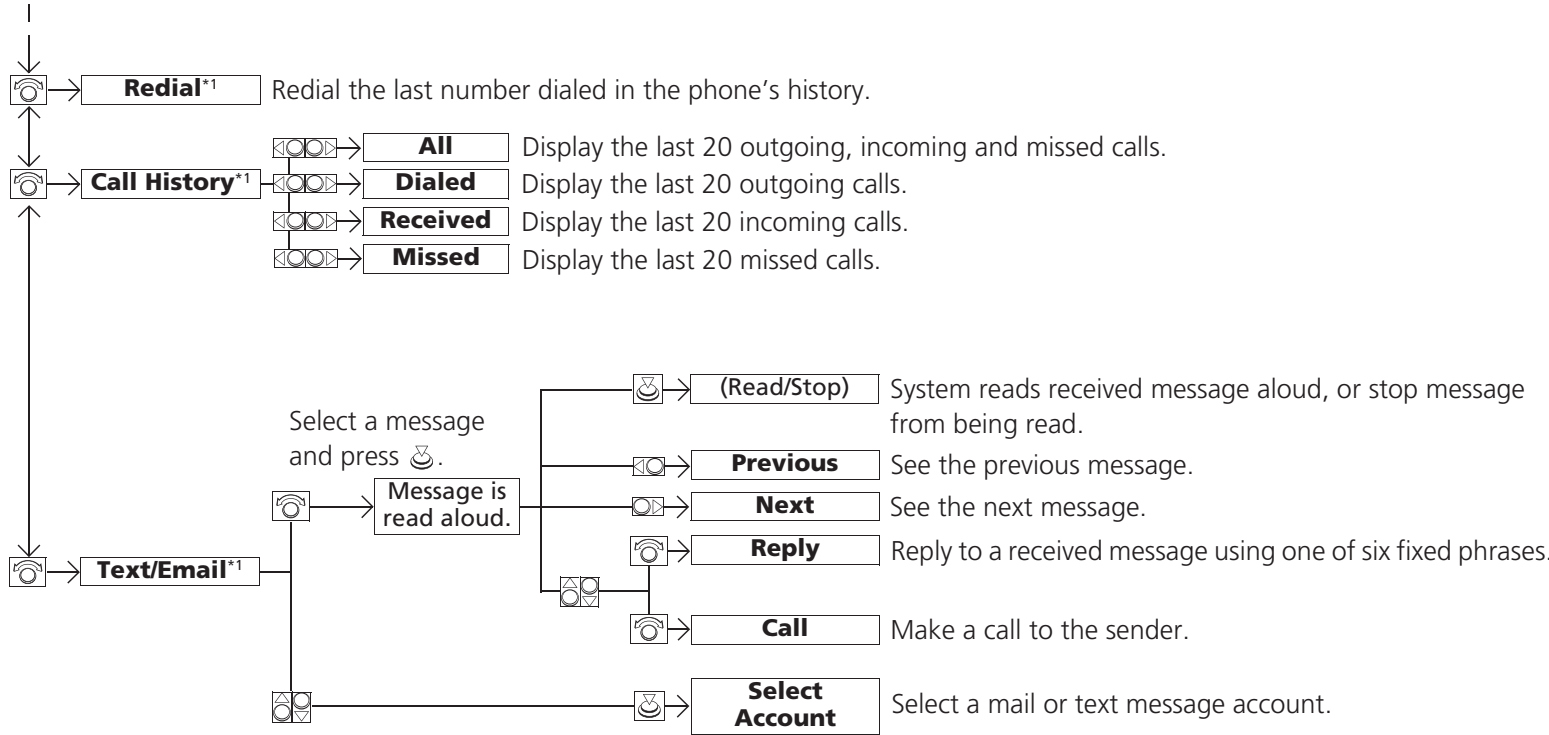 Redial*1 Redial the last number dialed in the phone's history.
Call History*1
All Display the last 20 outgoing, incoming and missed calls.
Dialed Display the last 20 outgoing calls.
Received Display the last 20 incoming calls.
Missed Display the last 20 missed calls.
Text/Email*1
Select a message
and press .
Message is
read aloud.
(Read/Stop) System reads received message aloud, or stop message
from being read.
Previous See the previous message.
Next See the next message.
Reply Reply to a received message using one of six fixed phrases.
Call Make a call to the sender.
Select
Account
Select a mail or text message account.